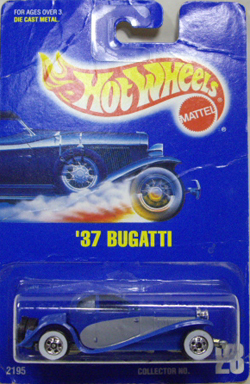 FOR AGES OVER 3
DIE CAST METAL
Hot Wheels
MATTEL
'37 BUGATTI
2195
COLLECTOR NO.
28